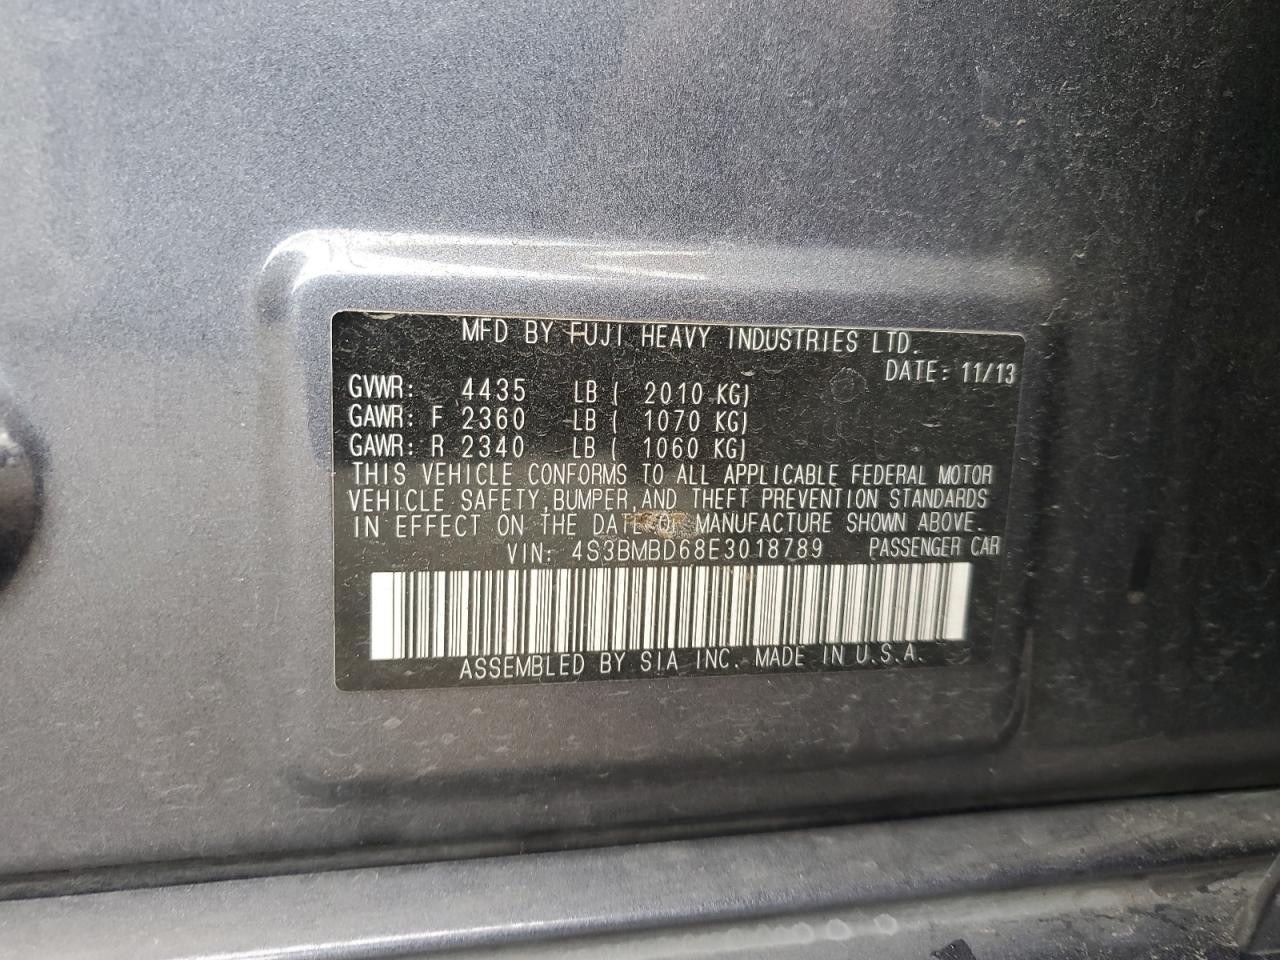 MFD BY FUJI HEAVY INDUSTRIES LTD.
DATE: 11/13
GVWR: 4435 LB ( 2010 KG)
GAWR: F 2360 LB ( 1070 KG)
GAWR: R 2340 LB ( 1060 KG)
THIS VEHICLE CONFORMS TO ALL APPLICABLE FEDERAL MOTOR
VEHICLE SAFETY,BUMPER,AND THEFT PREVENTION STANDARDS
IN EFFECT ON THE DATE OF MANUFACTURE SHOWN ABOVE.
VIN: 4S3BMBD68E3018789 PASSENGER CAR
ASSEMBLED BY SIA INC. MADE IN U.S.A.